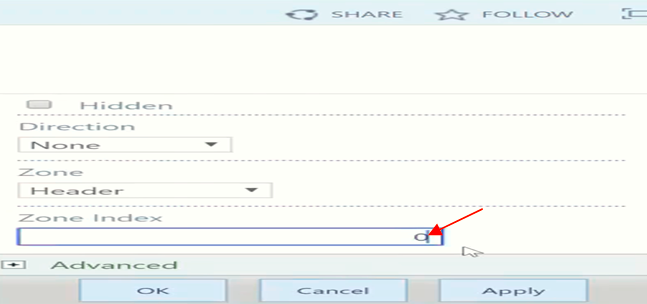 SHARE FOLLOW
Hidden
Direction
None
Zone
Header
Zone Index
0
Advanced
OK Cancel Apply